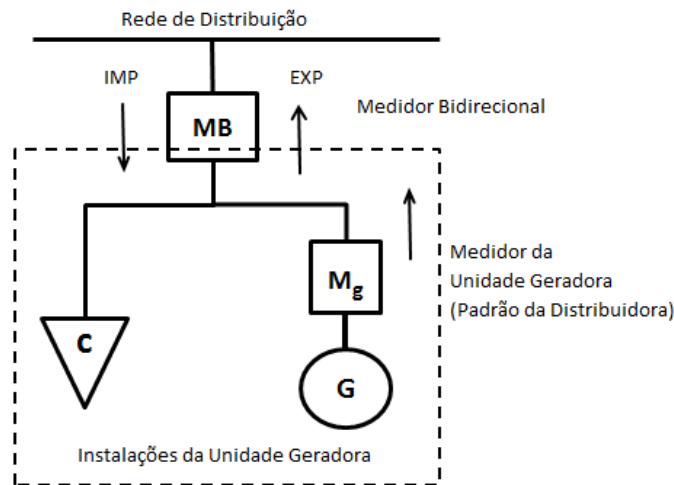 Rede de Distribuição
IMP
EXP
Medidor Bidirecional
MB
Medidor da
Unidade Geradora
(Padrão da Distribuidora)
Mg
C
G
Instalações da Unidade Geradora